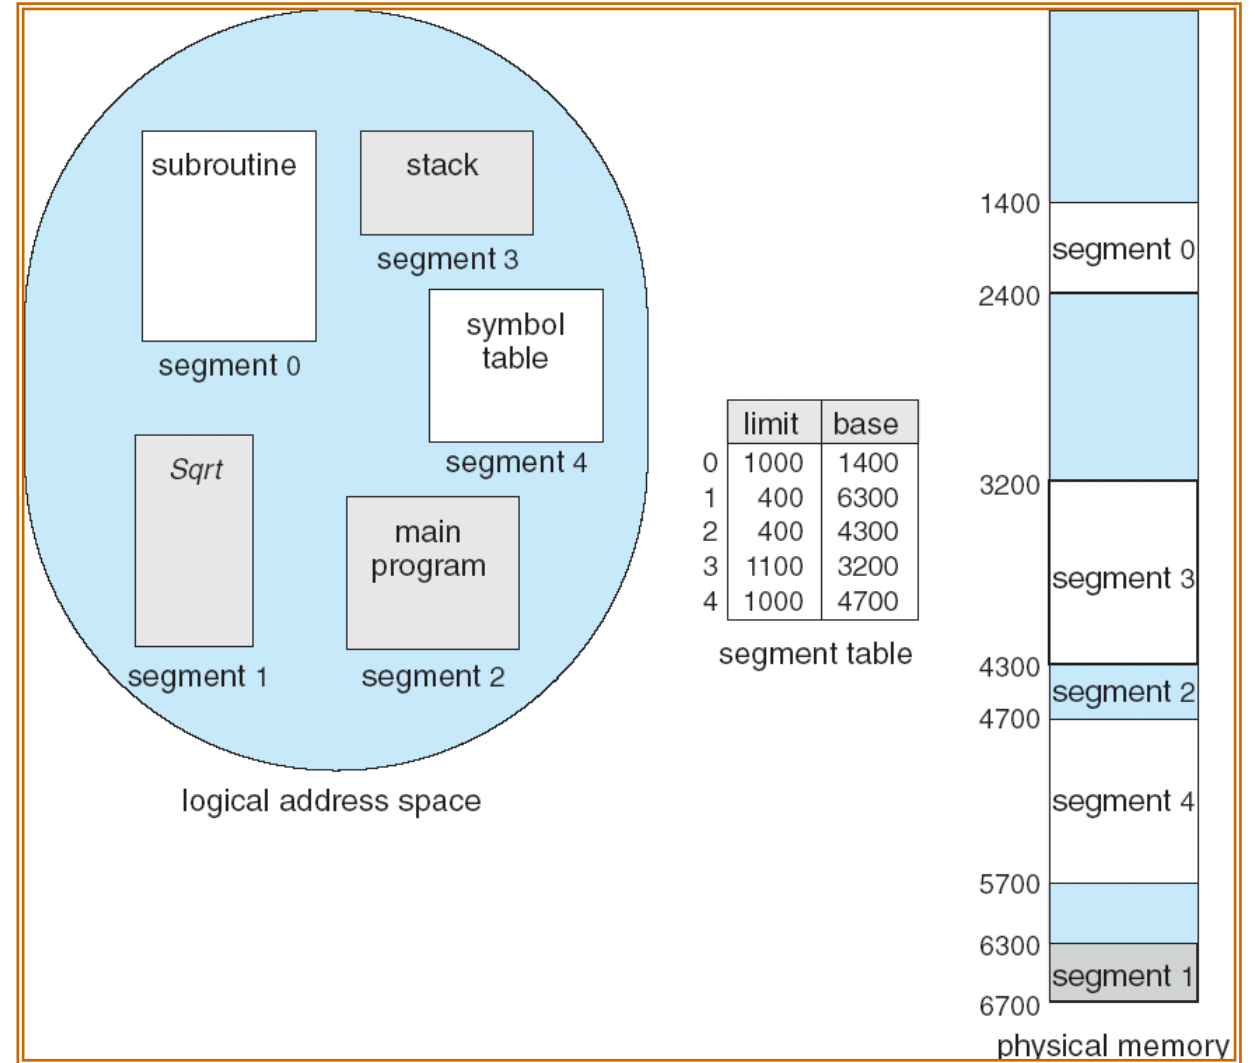 subroutine
segment 0
stack
segment 3
symbol
table
segment 4
Sqrt
segment 1
main
program
segment 2
logical address space
limit base
0 1000 1400
1 400 6300
2 400 4300
3 1100 3200
4 1000 4700
segment table
1400
segment 0
2400
3200
segment 3
4300
segment 2
4700
segment 4
5700
6300
segment 1
6700
physical memory